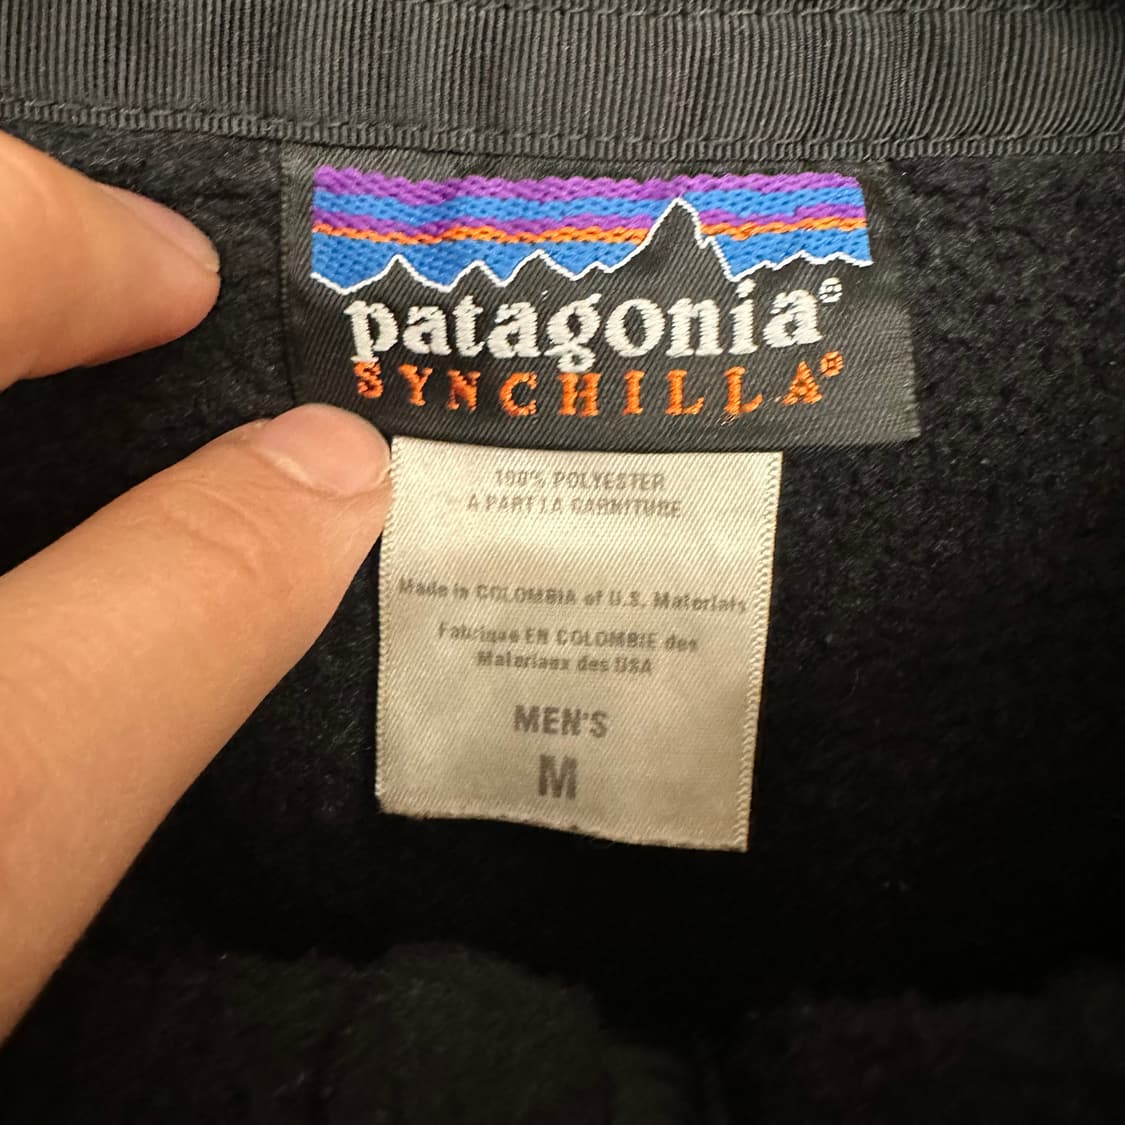 patagonia®
SYNCHILLA®
100% POLYESTER
A PART LA GARNITURE
Made in COLOMBIA of U.S. Materials
Fabrique EN COLOMBIE des
Materiaux des USA
MEN'S
M